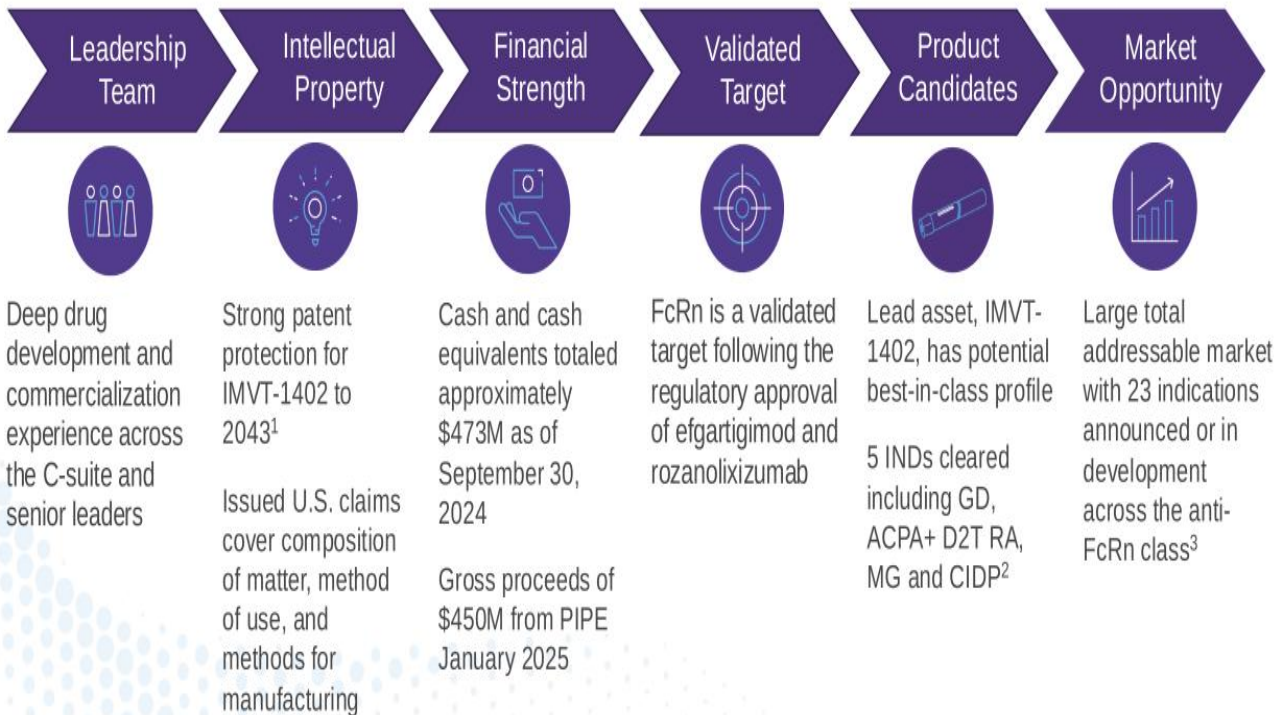 Leadership
Team
Intellectual
Property
Financial
Strength
Validated
Target
Product
Candidates
Market
Opportunity
Deep drug
development and
commercialization
experience across
the C-suite and
senior leaders
Strong patent
protection for
IMVT-1402 to
2043¹
Issued U.S. claims
cover composition
of matter, method
of use, and
methods for
manufacturing
Cash and cash
equivalents totaled
approximately
$473M as of
September 30,
2024
Gross proceeds of
$450M from PIPE
January 2025
FcRn is a validated
target following the
regulatory approval
of efgartigimod and
rozanolixizumab
Lead asset, IMVT-
1402, has potential
best-in-class profile
5 INDs cleared
including GD,
ACPA+ D2T RA,
MG and CIDP²
Large total
addressable market
with 23 indications
announced or in
development
across the anti-
FcRn class³